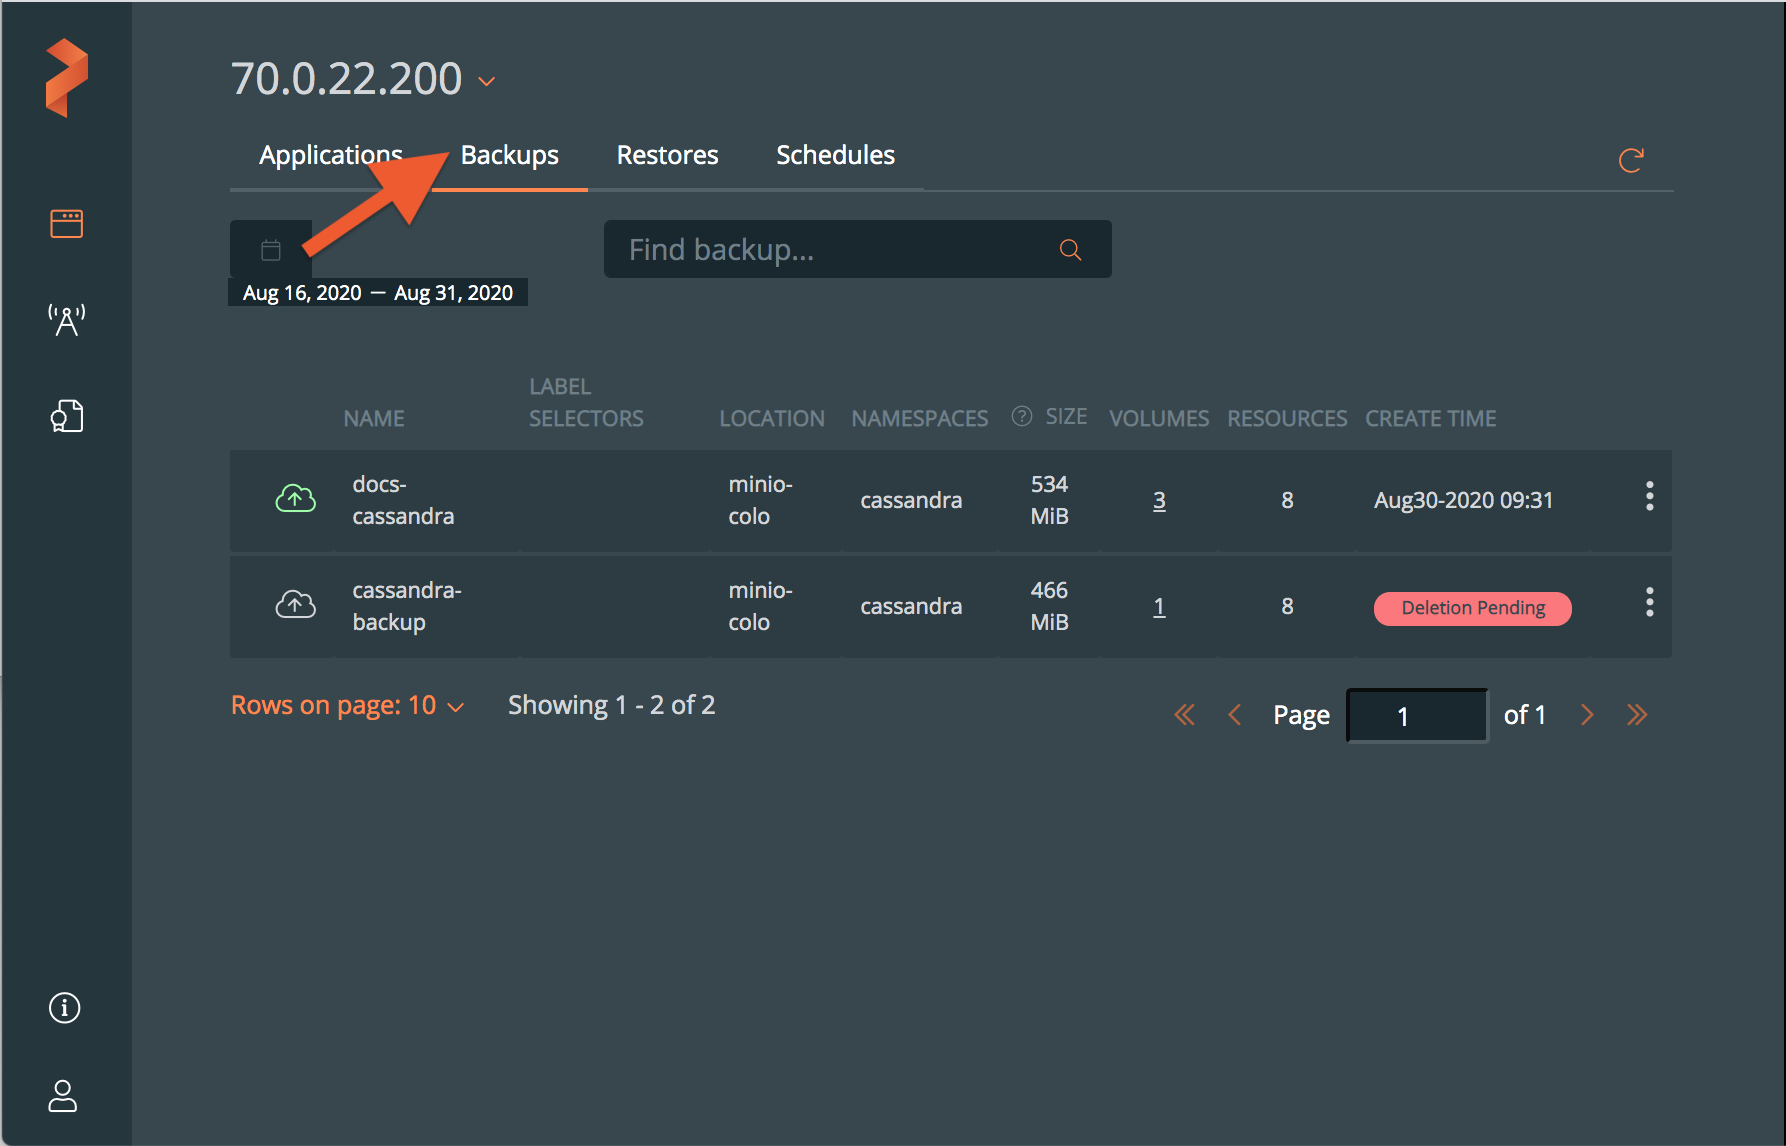 70.0.22.200
Applications Backups Restores Schedules
Find backup...
Aug 16, 2020 — Aug 31, 2020
NAME LABEL SELECTORS LOCATION NAMESPACES ? SIZE VOLUMES RESOURCES CREATE TIME
docs-
cassandra
minio-
colo
cassandra
534
MiB
3
8
Aug30-2020 09:31
cassandra-
backup
minio-
colo
cassandra
466
MiB
1
8
Deletion Pending
Rows on page: 10 Showing 1 - 2 of 2
Page 1 of 1